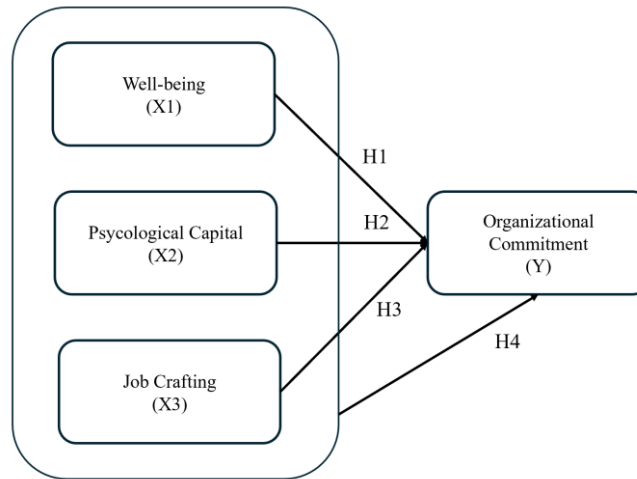 Well-being
(X1)
H1
Psycological Capital
(X2)
H2
Organizational
Commitment
(Y)
H3
Job Crafting
(X3)
H4